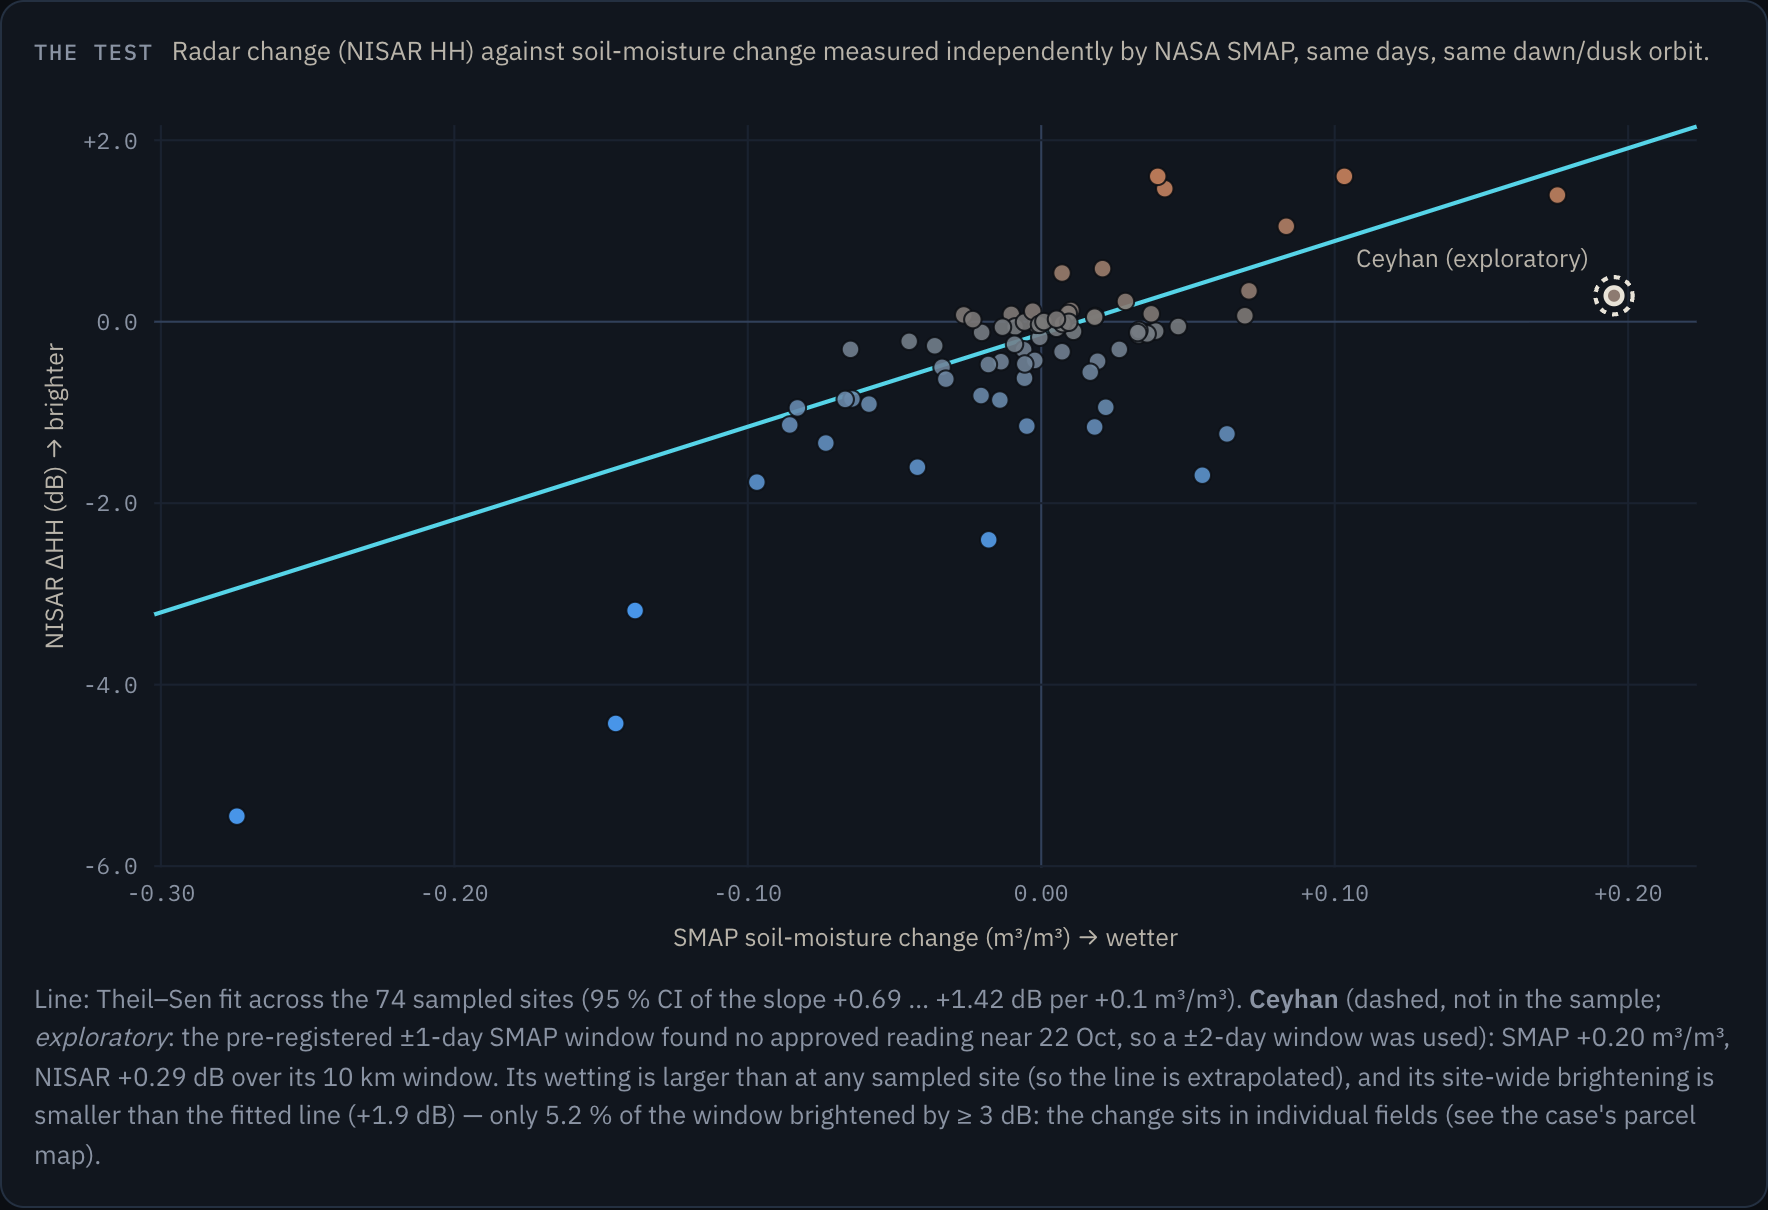 THE TEST Radar change (NISAR HH) against soil-moisture change measured independently by NASA SMAP, same days, same dawn/dusk orbit.
+2.0
0.0
-2.0
-4.0
-6.0
NISAR ΔHH (dB) → brighter
Ceyhan (exploratory)
-0.30 -0.20 -0.10 0.00 +0.10 +0.20
SMAP soil-moisture change (m³/m³) → wetter
Line: Theil–Sen fit across the 74 sampled sites (95 % CI of the slope +0.69 … +1.42 dB per +0.1 m³/m³). Ceyhan (dashed, not in the sample;
exploratory: the pre-registered ±1-day SMAP window found no approved reading near 22 Oct, so a ±2-day window was used): SMAP +0.20 m³/m³,
NISAR +0.29 dB over its 10 km window. Its wetting is larger than at any sampled site (so the line is extrapolated), and its site-wide brightening is
smaller than the fitted line (+1.9 dB) — only 5.2 % of the window brightened by ≥ 3 dB: the change sits in individual fields (see the case's parcel
map).